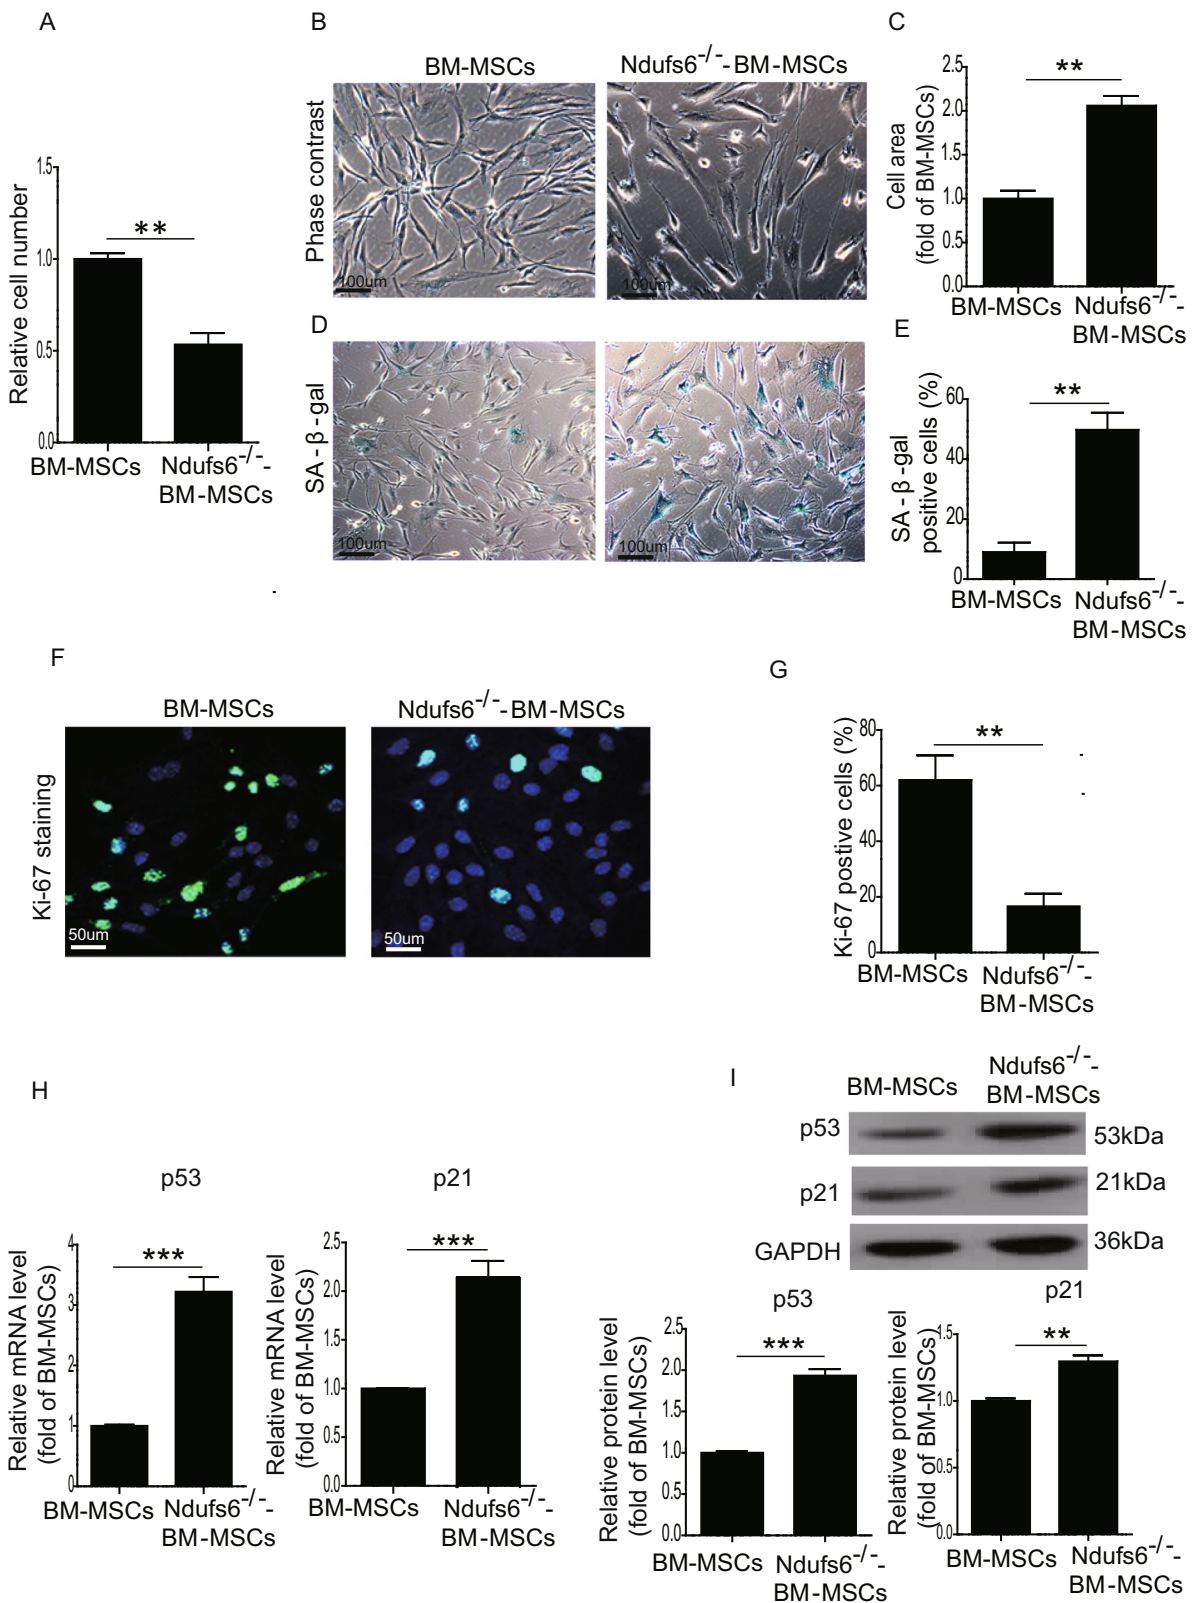 A
Relative cell number
1.5
1.0
0.5
0.0
**
BM-MSCs
Ndufs6-/--
BM-MSCs
B
BM-MSCs
Ndufs6-/--BM-MSCs
Phase contrast
100um
100um
C
Cell area
(fold of BM-MSCs)
2.5
2.0
1.5
1.0
0.5
0.0
**
BM-MSCs
Ndufs6-/--
BM-MSCs
D
SA-β-gal
100um
100um
E
SA-β-gal
positive cells (%)
60
40
20
0
**
BM-MSCs
Ndufs6-/--
BM-MSCs
F
BM-MSCs
Ndufs6-/--BM-MSCs
Ki-67 staining
50um
50um
G
Ki-67 postive cells (%)
80
60
40
20
0
**
BM-MSCs
Ndufs6-/--
BM-MSCs
H
p53
Relative mRNA level
(fold of BM-MSCs)
4
3
2
1
0
***
BM-MSCs
Ndufs6-/--
BM-MSCs
p21
Relative mRNA level
(fold of BM-MSCs)
2.5
2.0
1.5
1.0
0.5
0.0
***
BM-MSCs
Ndufs6-/--
BM-MSCs
I
BM-MSCs
Ndufs6-/--
BM-MSCs
p53
53kDa
p21
21kDa
GAPDH
36kDa
p53
Relative protein level
(fold of BM-MSCs)
2.5
2.0
1.5
1.0
0.5
0.0
***
BM-MSCs
Ndufs6-/--
BM-MSCs
p21
Relative protein level
(fold of BM-MSCs)
1.5
1.0
0.5
0.0
**
BM-MSCs
Ndufs6-/--
BM-MSCs